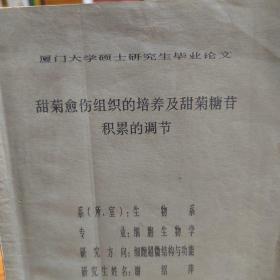 厦门大学硕士研究生毕业论文
甜菊愈伤组织的培养及甜菊糖苷
积累的调节
系(所、室): 生物系
专业: 细胞生物学
研究方向: 细胞超微结构与功能
研究生姓名: 绍萍